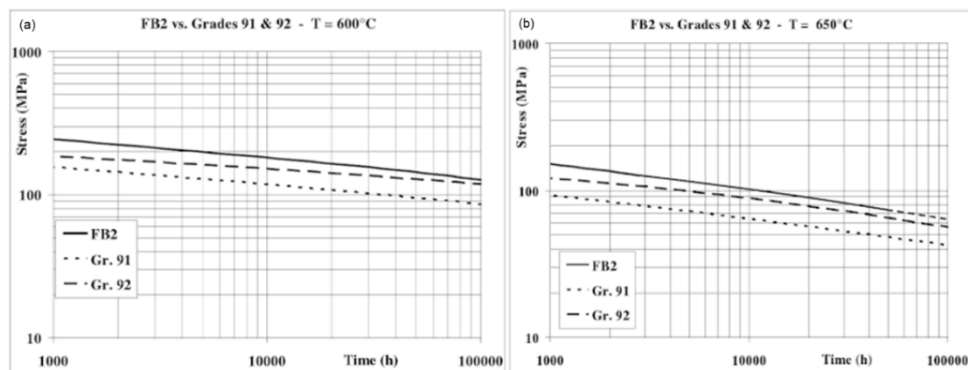 (a)
FB2 vs. Grades 91 & 92 - T = 600°C
1000
Stress (MPa)
100
FB2
Gr. 91
Gr. 92
10
1000
10000
Time (h)
100000
(b)
FB2 vs. Grades 91 & 92 - T = 650°C
1000
Stress (MPa)
100
FB2
Gr. 91
Gr. 92
10
1000
10000
Time (h)
100000